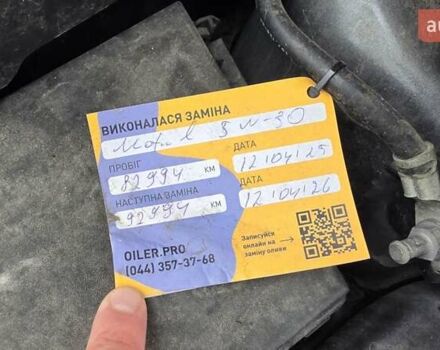 ВИКОНАЛАСЯ ЗАМІНА
Motul 5W-30
ПРОБІГ ДАТА
82994 КМ 12 04 25
НАСТУПНА ЗАМІНА ДАТА
92994 КМ 12 04 26
OILER.PRO
(044) 357-37-68
Записуйся
онлайн на
заміну оливи